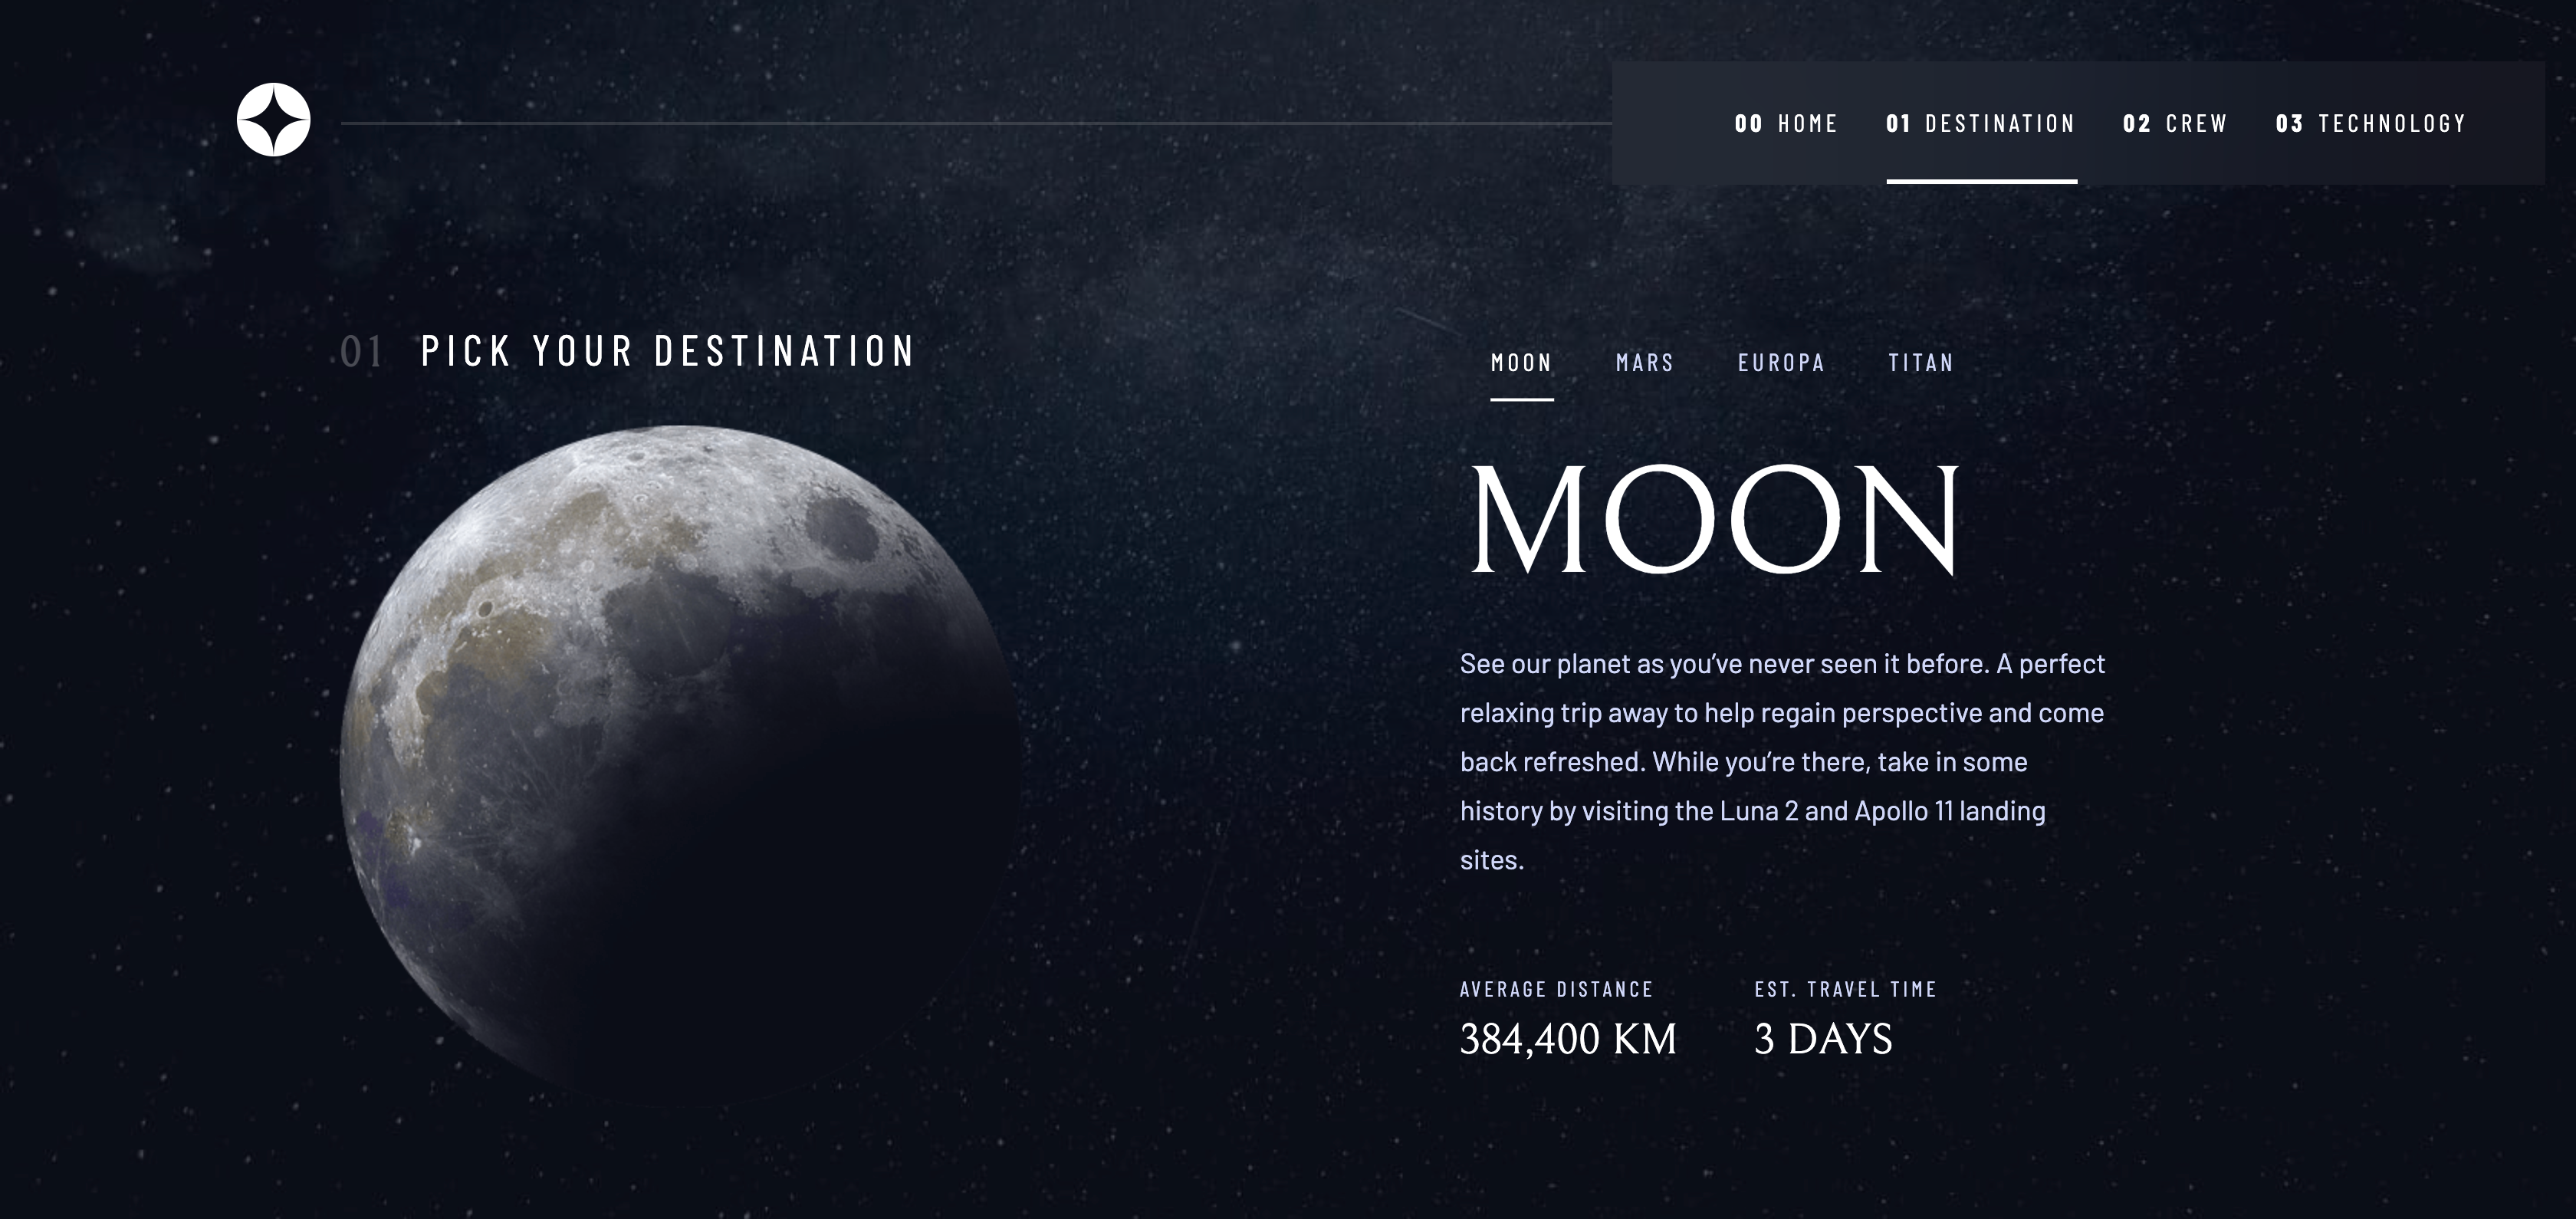 00 HOME 01 DESTINATION 02 CREW 03 TECHNOLOGY
01 PICK YOUR DESTINATION
MOON MARS EUROPA TITAN
MOON
See our planet as you’ve never seen it before. A perfect
relaxing trip away to help regain perspective and come
back refreshed. While you’re there, take in some
history by visiting the Luna 2 and Apollo 11 landing
sites.
AVERAGE DISTANCE
384,400 KM
EST. TRAVEL TIME
3 DAYS